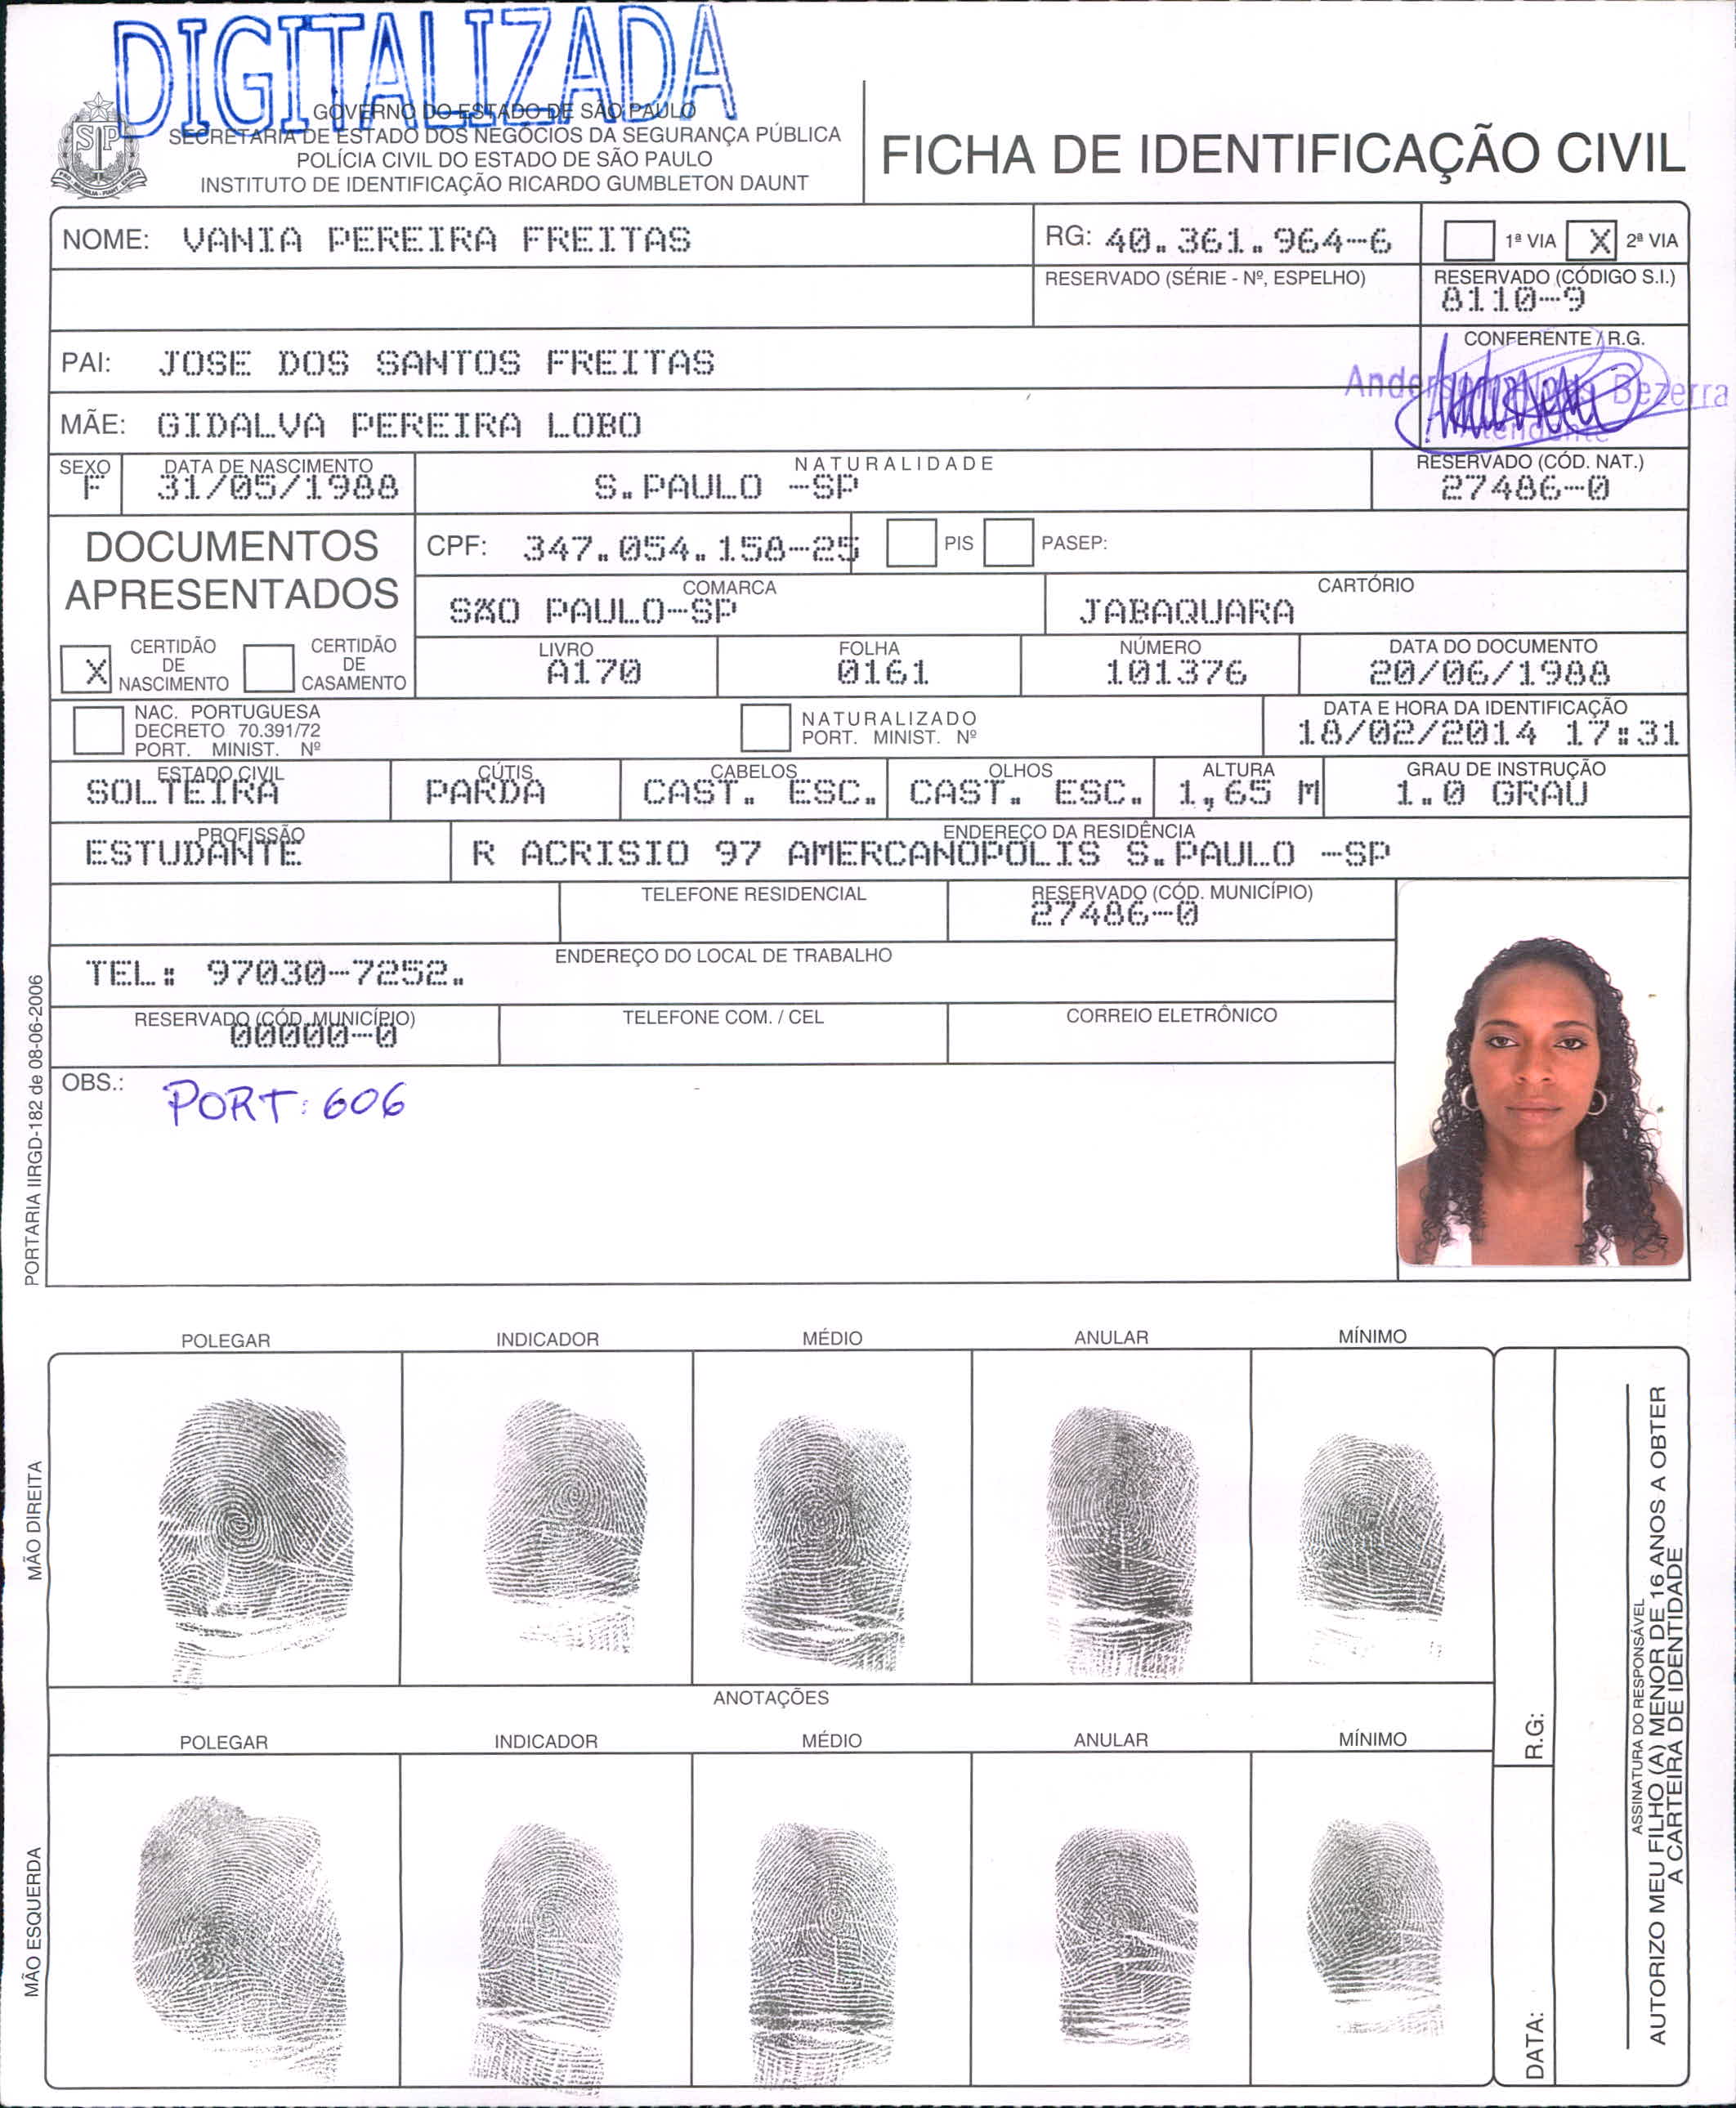 DIGITALIZADA
GOVERNO DO ESTADO DE SÃO PAULO
SECRETARIA DE ESTADO DOS NEGÓCIOS DA SEGURANÇA PÚBLICA
POLÍCIA CIVIL DO ESTADO DE SÃO PAULO
INSTITUTO DE IDENTIFICAÇÃO RICARDO GUMBLETON DAUNT
FICHA DE IDENTIFICAÇÃO CIVIL
NOME: VANIA PEREIRA FREITAS
RG: 40.361.964-6
1ª VIA X 2ª VIA
RESERVADO (SÉRIE - Nº, ESPELHO)
RESERVADO (CÓDIGO S.I.)
8110-9
PAI: JOSE DOS SANTOS FREITAS
CONFERENTE / R.G.
Bezerra
Atendente
MÃE: GIDALVA PEREIRA LOBO
SEXO
F
DATA DE NASCIMENTO
31/05/1988
NATURALIDADE
S.PAULO -SP
RESERVADO (CÓD. NAT.)
27486-0
DOCUMENTOS
APRESENTADOS
CPF: 347.054.158-25
PIS
PASEP:
COMARCA
SÃO PAULO-SP
CARTÓRIO
JABAQUARA
X CERTIDÃO
DE
NASCIMENTO
CERTIDÃO
DE
CASAMENTO
LIVRO
A170
FOLHA
0161
NÚMERO
101376
DATA DO DOCUMENTO
20/06/1988
NAC. PORTUGUESA
DECRETO 70.391/72
PORT. MINIST. Nº
NATURALIZADO
PORT. MINIST. Nº
DATA E HORA DA IDENTIFICAÇÃO
18/02/2014 17:31
ESTADO CIVIL
SOLTEIRA
CÚTIS
PARDA
CABELOS
CAST. ESC.
OLHOS
CAST. ESC.
ALTURA
1,65 M
GRAU DE INSTRUÇÃO
1.0 GRAU
PROFISSÃO
ESTUDANTE
ENDEREÇO DA RESIDÊNCIA
R ACRISIO 97 AMERCANOPOLIS S.PAULO -SP
TELEFONE RESIDENCIAL
RESERVADO (CÓD. MUNICÍPIO)
27486-0
ENDEREÇO DO LOCAL DE TRABALHO
TEL: 97030-7252.
RESERVADO (CÓD. MUNICÍPIO)
00000-0
TELEFONE COM. / CEL
CORREIO ELETRÔNICO
OBS.: PORT: 606
PORTARIA IIRGD-182 de 08-06-2006
POLEGAR INDICADOR MÉDIO ANULAR MÍNIMO
MÃO DIREITA
ANOTAÇÕES
POLEGAR INDICADOR MÉDIO ANULAR MÍNIMO
MÃO ESQUERDA
R.G:
DATA:
ASSINATURA DO RESPONSÁVEL
AUTORIZO MEU FILHO (A) MENOR DE 16 ANOS A OBTER
A CARTEIRA DE IDENTIDADE